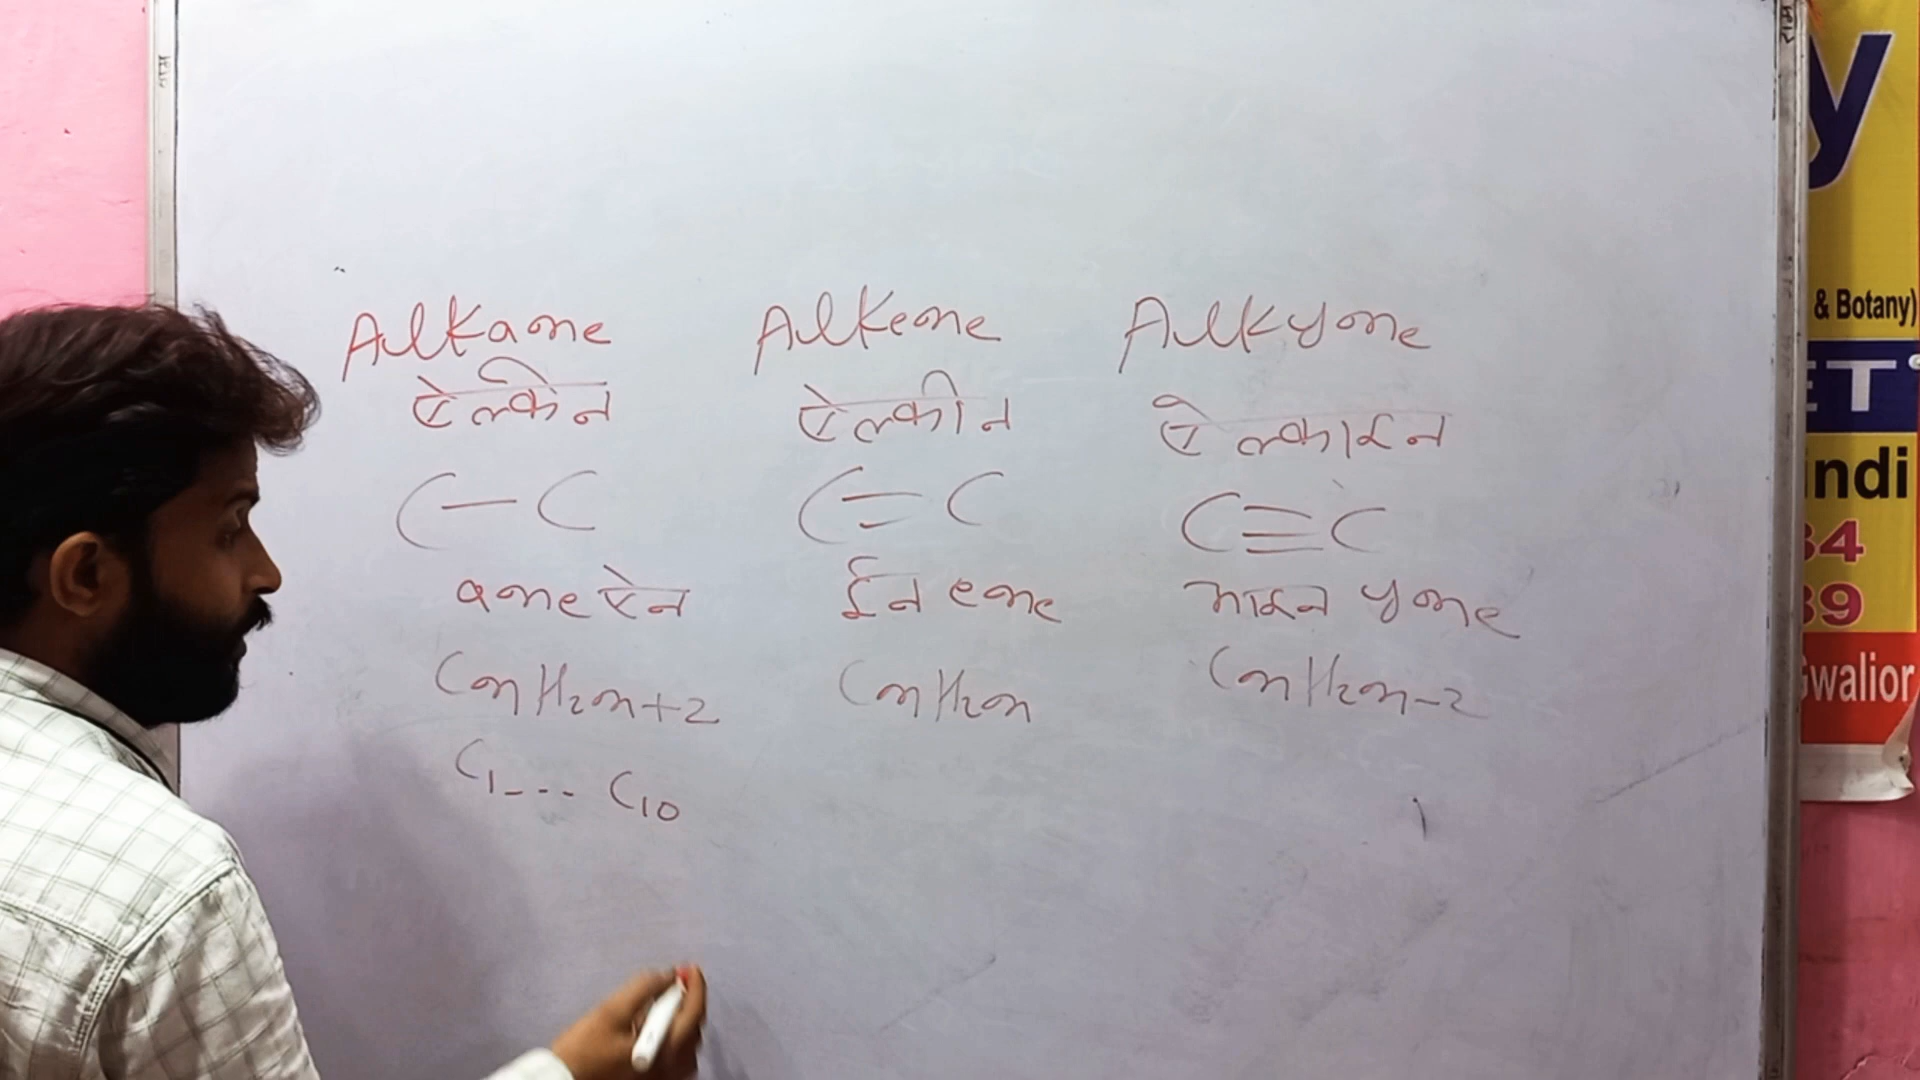 Alkane Alkene Alkyne
ऐल्केन ऐल्कीन ऐल्काइन
C-C C=C C≡C
ane ऐन ईन ene आइन yne
CnH2n+2 CnH2n CnH2n-2
C1--- C10
y
& Botany)
ET
indi
34
39
Gwalior